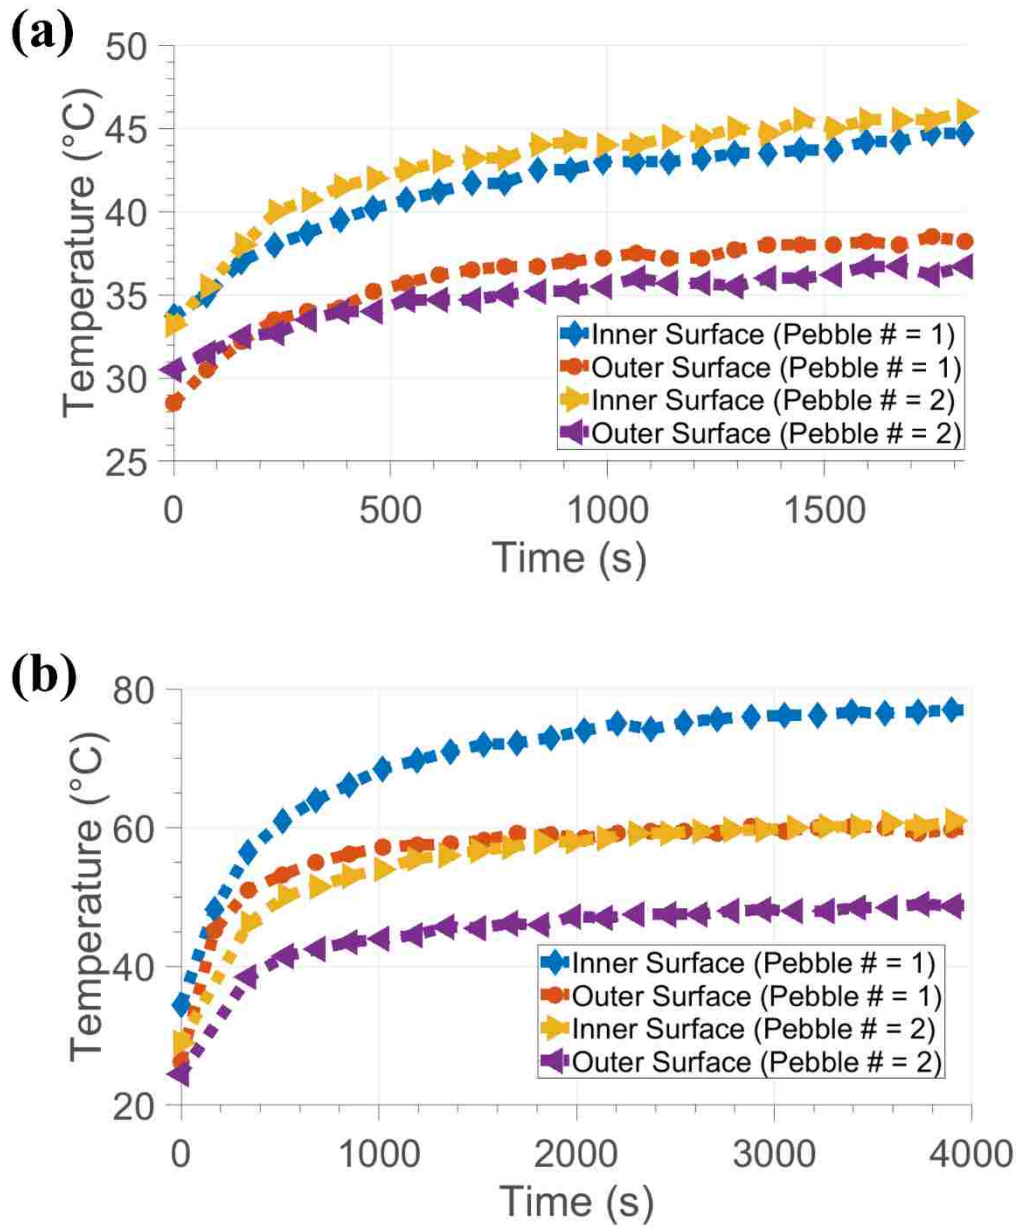 (a)
50
45
40
35
30
25
Temperature (°C)
Inner Surface (Pebble # = 1)
Outer Surface (Pebble # = 1)
Inner Surface (Pebble # = 2)
Outer Surface (Pebble # = 2)
0 500 1000 1500
Time (s)
(b)
80
60
40
20
Temperature (°C)
Inner Surface (Pebble # = 1)
Outer Surface (Pebble # = 1)
Inner Surface (Pebble # = 2)
Outer Surface (Pebble # = 2)
0 1000 2000 3000 4000
Time (s)